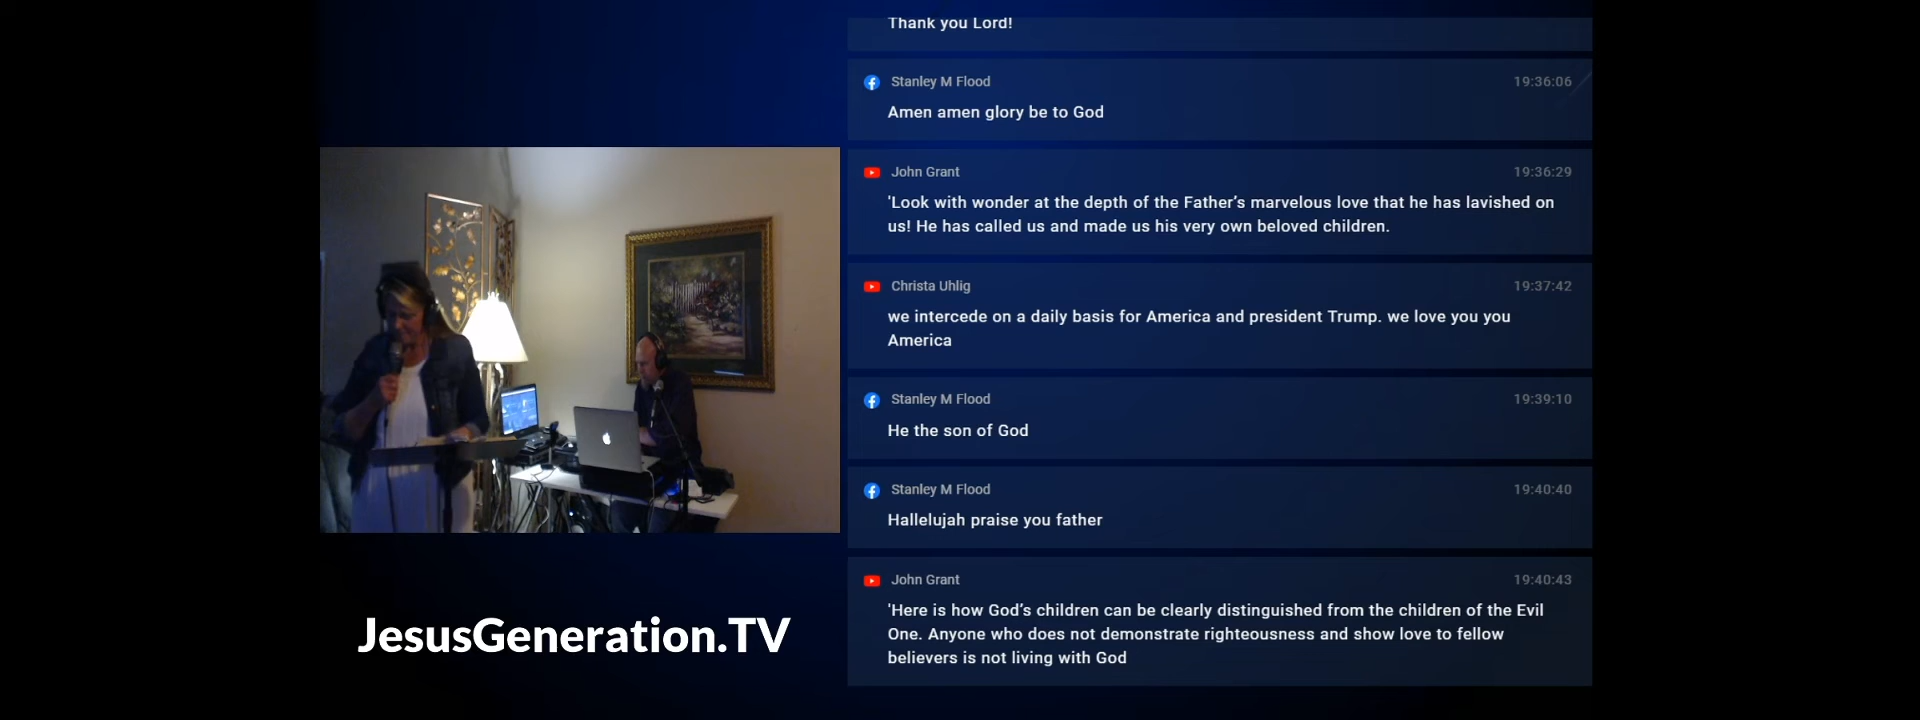 Thank you Lord!
Stanley M Flood 19:36:06
Amen amen glory be to God
John Grant 19:36:29
'Look with wonder at the depth of the Father’s marvelous love that he has lavished on
us! He has called us and made us his very own beloved children.
Christa Uhlig 19:37:42
we intercede on a daily basis for America and president Trump. we love you you
America
Stanley M Flood 19:39:10
He the son of God
Stanley M Flood 19:40:40
Hallelujah praise you father
John Grant 19:40:43
'Here is how God’s children can be clearly distinguished from the children of the Evil
One. Anyone who does not demonstrate righteousness and show love to fellow
believers is not living with God
JesusGeneration.TV